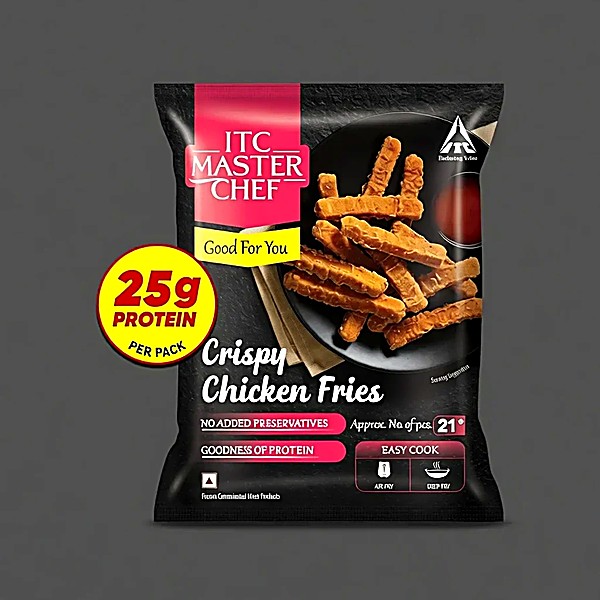 ITC
MASTER
CHEF
Good For You
ITC
25g
PROTEIN
PER PACK
Crispy
Chicken Fries
NO ADDED PRESERVATIVES
Approx. No. of pcs. 21*
GOODNESS OF PROTEIN
EASY COOK
AIR FRY
DEEP FRY